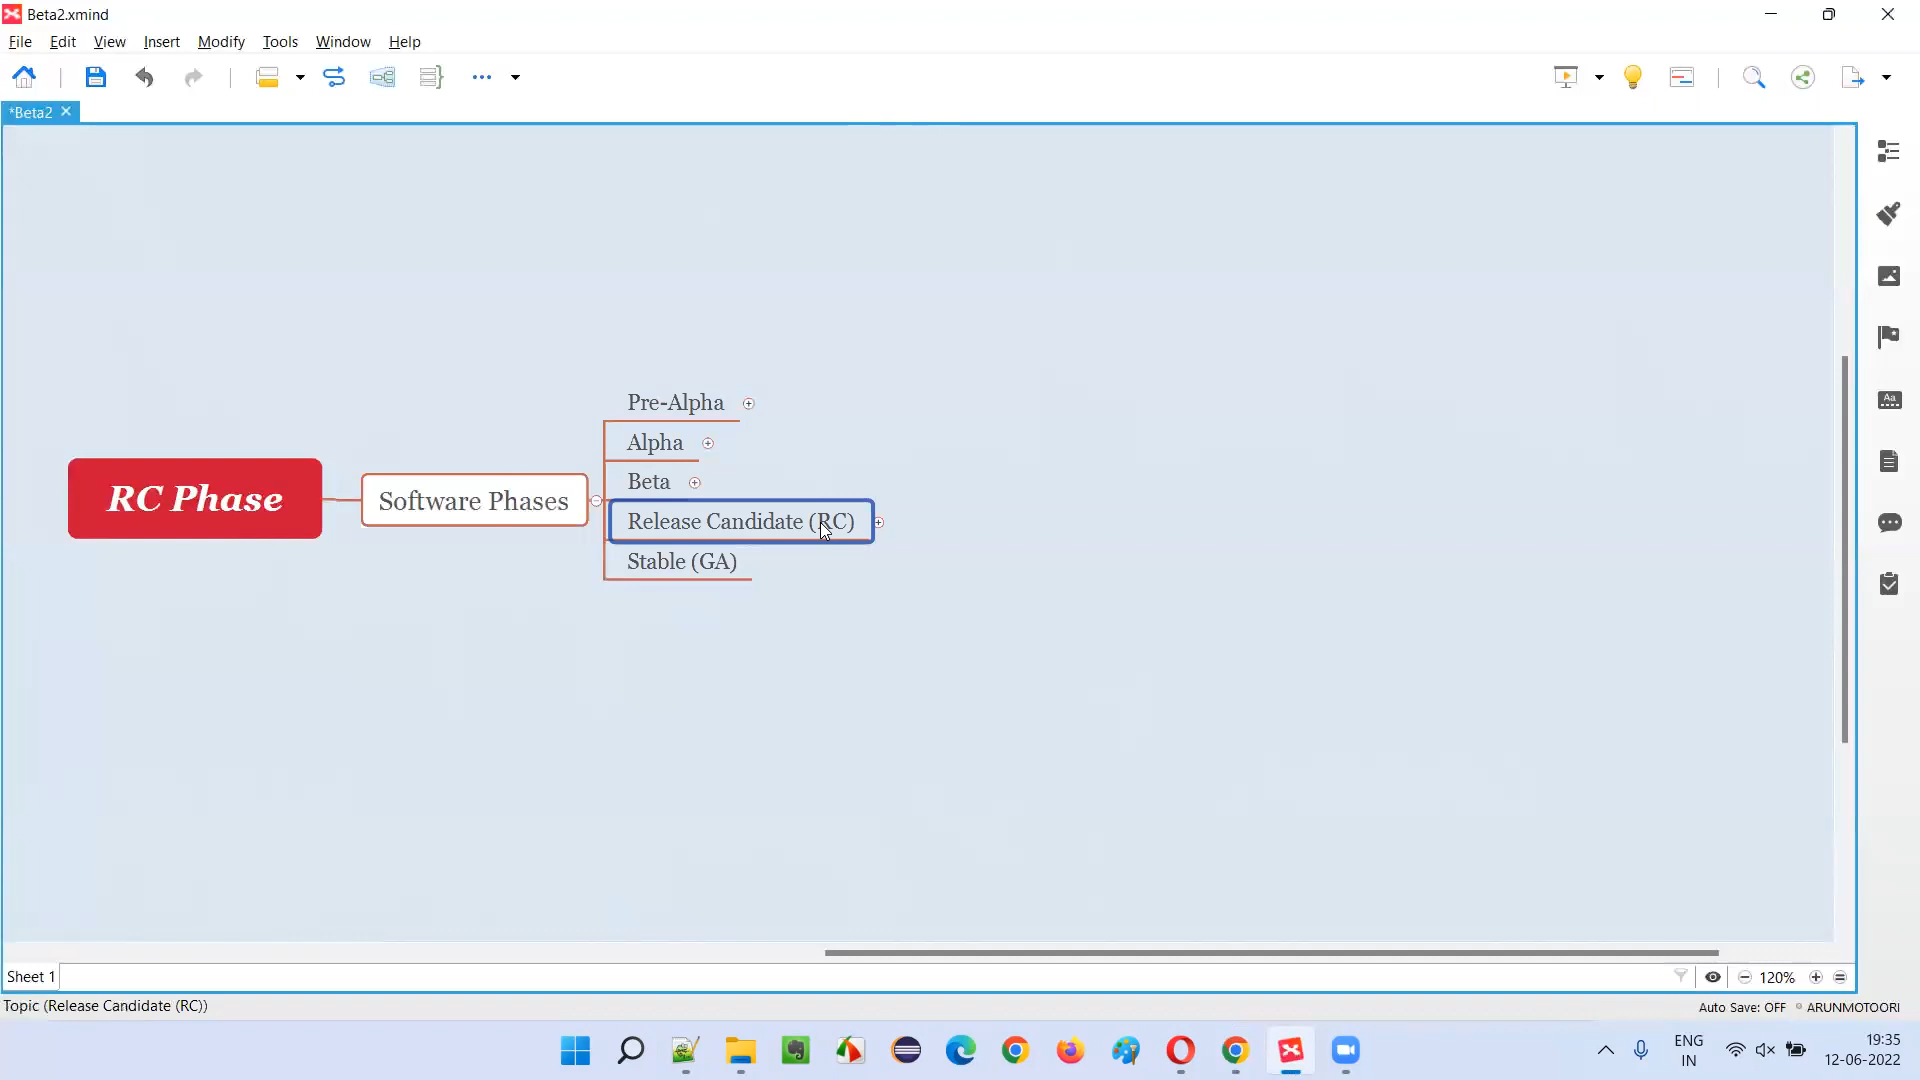 Beta2.xmind
File Edit View Insert Modify Tools Window Help
*Beta2
Pre-Alpha
Alpha
Beta
RC Phase
Software Phases
Release Candidate (RC)
Stable (GA)
Aa
Sheet 1
120%
Topic (Release Candidate (RC))
Auto Save: OFF
ARUNMOTOORI
ENG
IN
19:35
12-06-2022